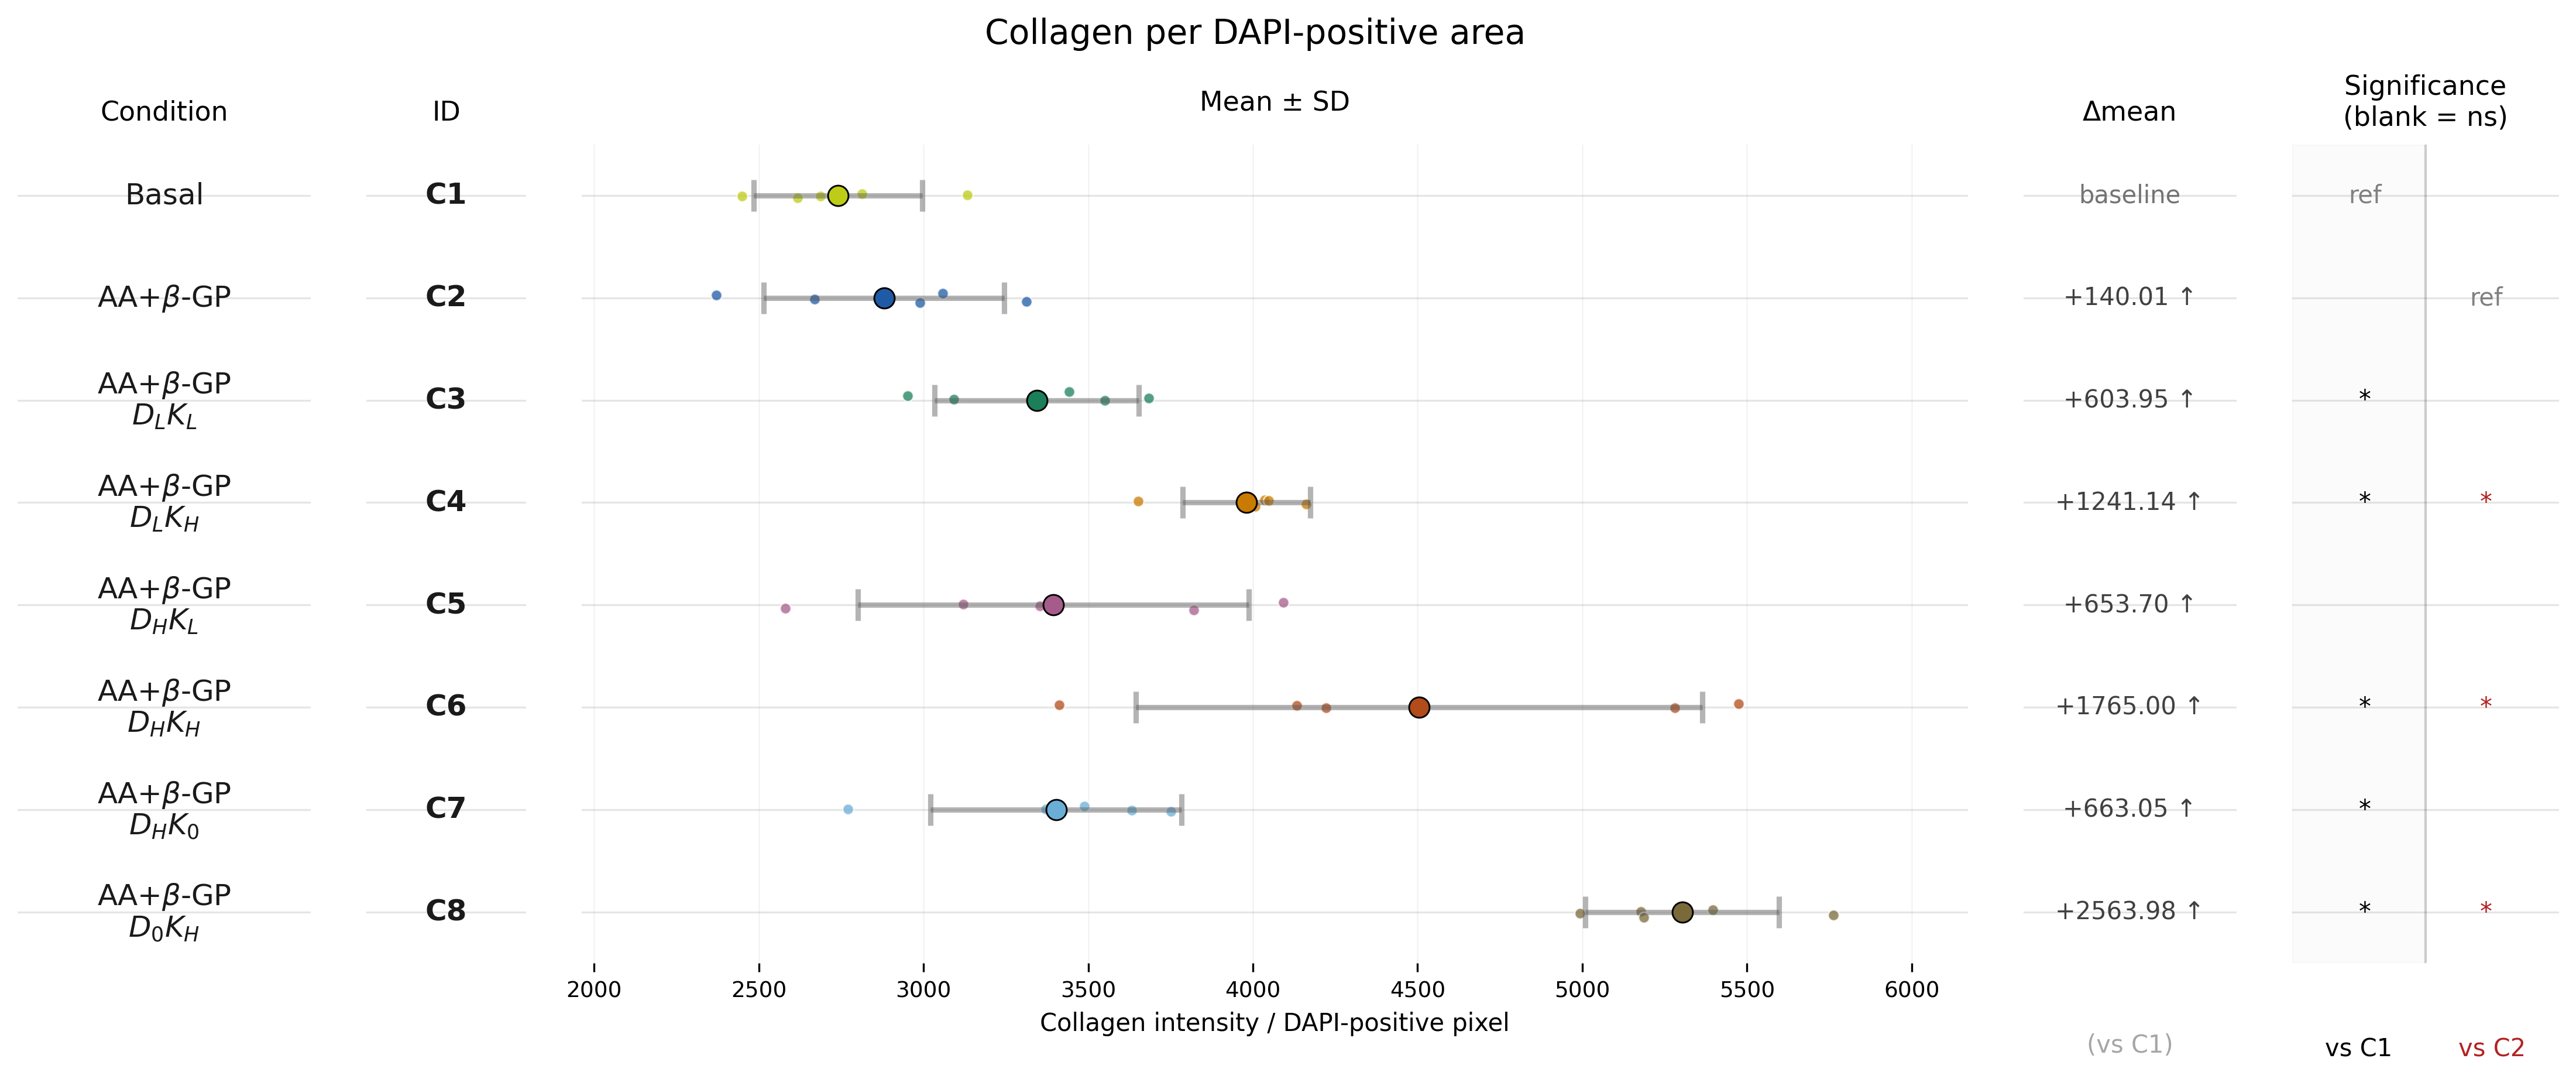 Collagen per DAPI-positive area
Condition
ID
Mean ± SD
Δmean
Significance
(blank = ns)
Basal
C1
baseline
ref
AA+β-GP
C2
+140.01 ↑
ref
AA+β-GP
D_LK_L
C3
+603.95 ↑
*
AA+β-GP
D_LK_H
C4
+1241.14 ↑
*
*
AA+β-GP
D_HK_L
C5
+653.70 ↑
AA+β-GP
D_HK_H
C6
+1765.00 ↑
*
*
AA+β-GP
D_HK_0
C7
+663.05 ↑
*
AA+β-GP
D_0K_H
C8
+2563.98 ↑
*
*
2000 2500 3000 3500 4000 4500 5000 5500 6000
Collagen intensity / DAPI-positive pixel
(vs C1)
vs C1
vs C2